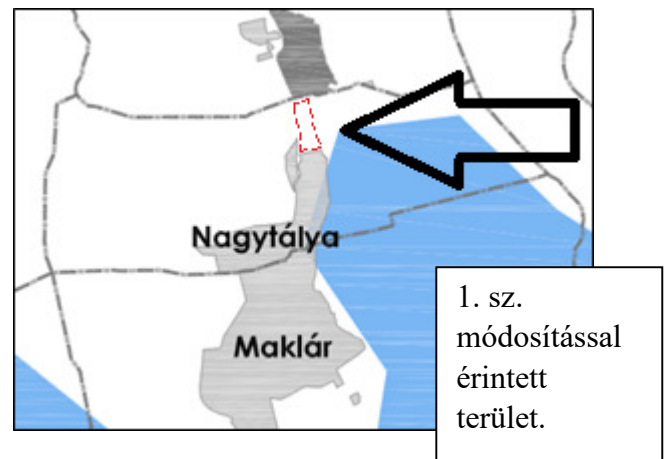 Nagytálya
Maklár
1. sz.
módosítással
érintett
terület.